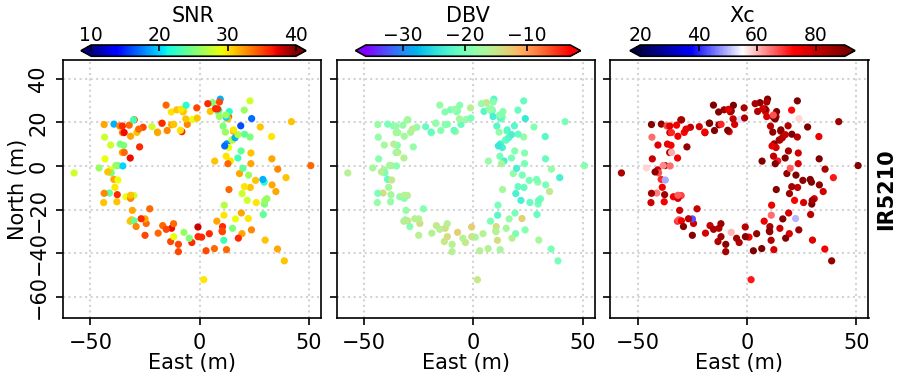 SNR DBV Xc
10 20 30 40 −30 −20 −10 20 40 60 80
40
20
0
−20
−40
−60
North (m)
−50 0 50 −50 0 50 −50 0 50
East (m) East (m) East (m)
IR5210